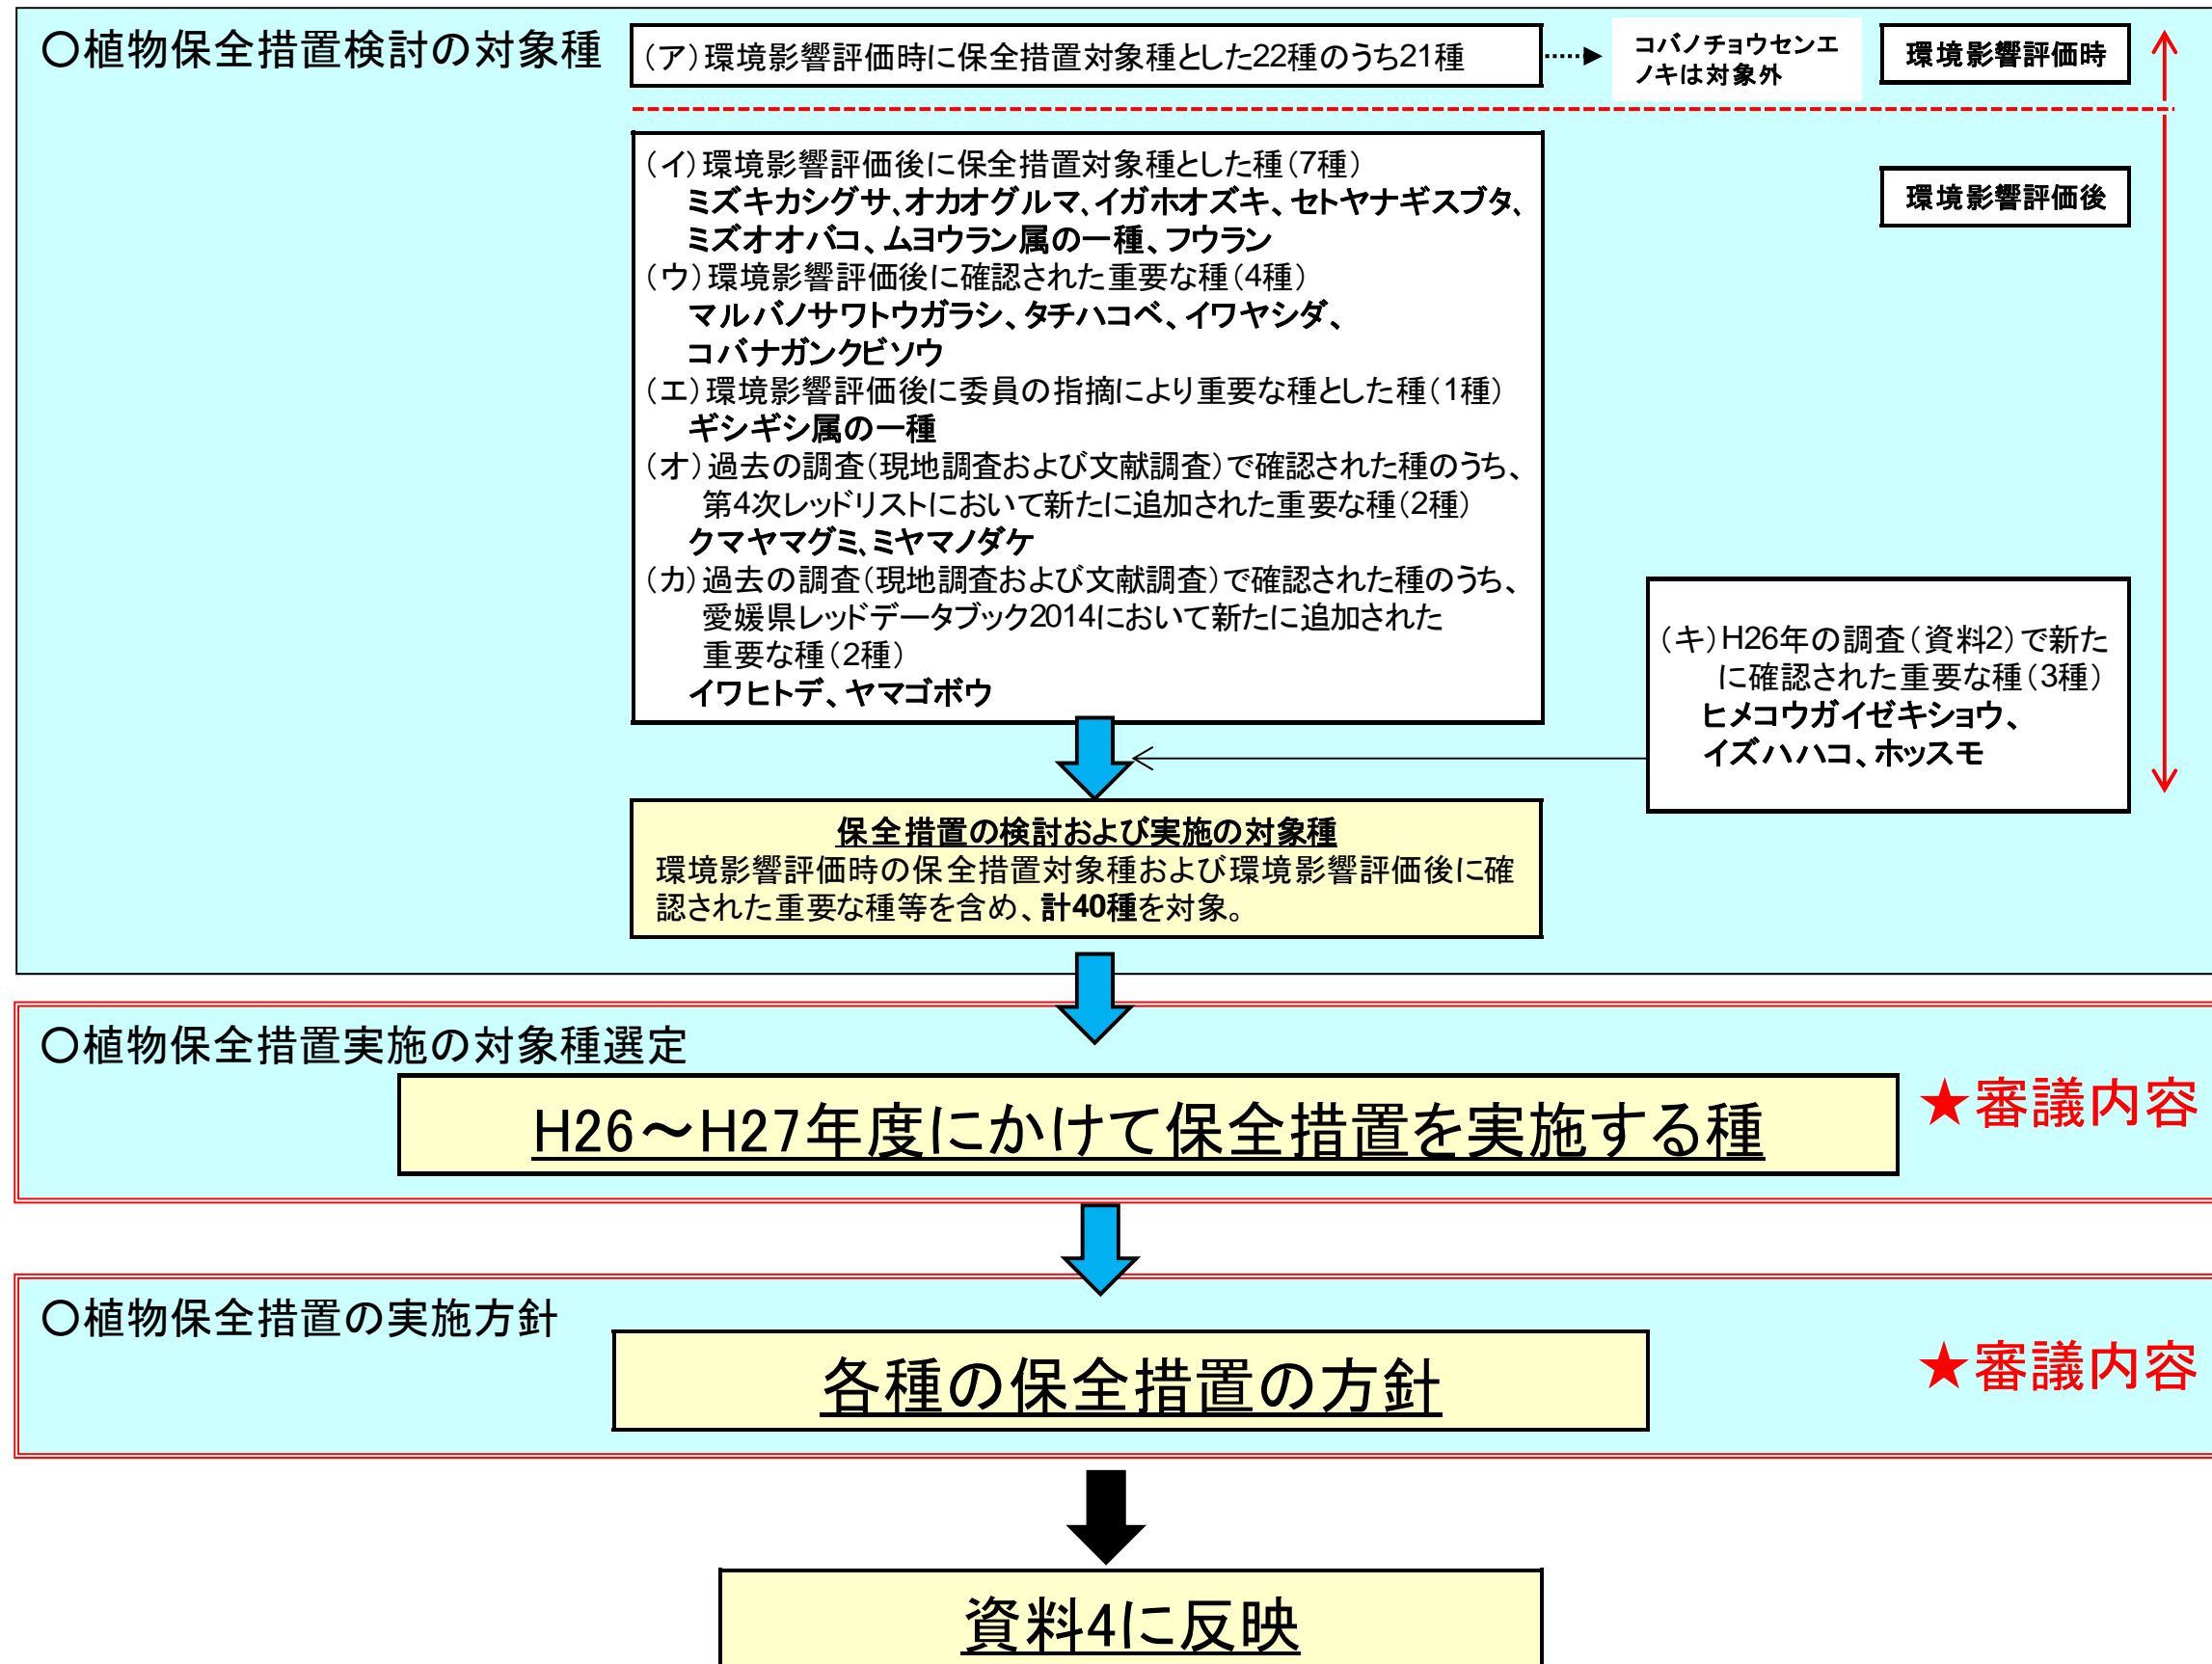 〇植物保全措置検討の対象種
（ア）環境影響評価時に保全措置対象種とした22種のうち21種
コバノチョウセンエ
ノキは対象外
環境影響評価時
（イ）環境影響評価後に保全措置対象種とした種（7種）
ミズキカシグサ、オカオグルマ、イガホオズキ、セトヤナギスブタ、
ミズオオバコ、ムヨウラン属の一種、フウラン
（ウ）環境影響評価後に確認された重要な種（4種）
マルバノサワトウガラシ、タチハコベ、イワヤシダ、
コバナガンクビソウ
（エ）環境影響評価後に委員の指摘により重要な種とした種（1種）
ギシギシ属の一種
（オ）過去の調査（現地調査および文献調査）で確認された種のうち、
第4次レッドリストにおいて新たに追加された重要な種（2種）
クマヤマグミ、ミヤマノダケ
（カ）過去の調査（現地調査および文献調査）で確認された種のうち、
愛媛県レッドデータブック2014において新たに追加された
重要な種（2種）
イワヒトデ、ヤマゴボウ
環境影響評価後
（キ）H26年の調査（資料2）で新た
に確認された重要な種（3種）
ヒメコウガイゼキショウ、
イズハハコ、ホッスモ
保全措置の検討および実施の対象種
環境影響評価時の保全措置対象種および環境影響評価後に確
認された重要な種等を含め、計40種を対象。
〇植物保全措置実施の対象種選定
H26～H27年度にかけて保全措置を実施する種
★審議内容
〇植物保全措置の実施方針
各種の保全措置の方針
★審議内容
資料4に反映